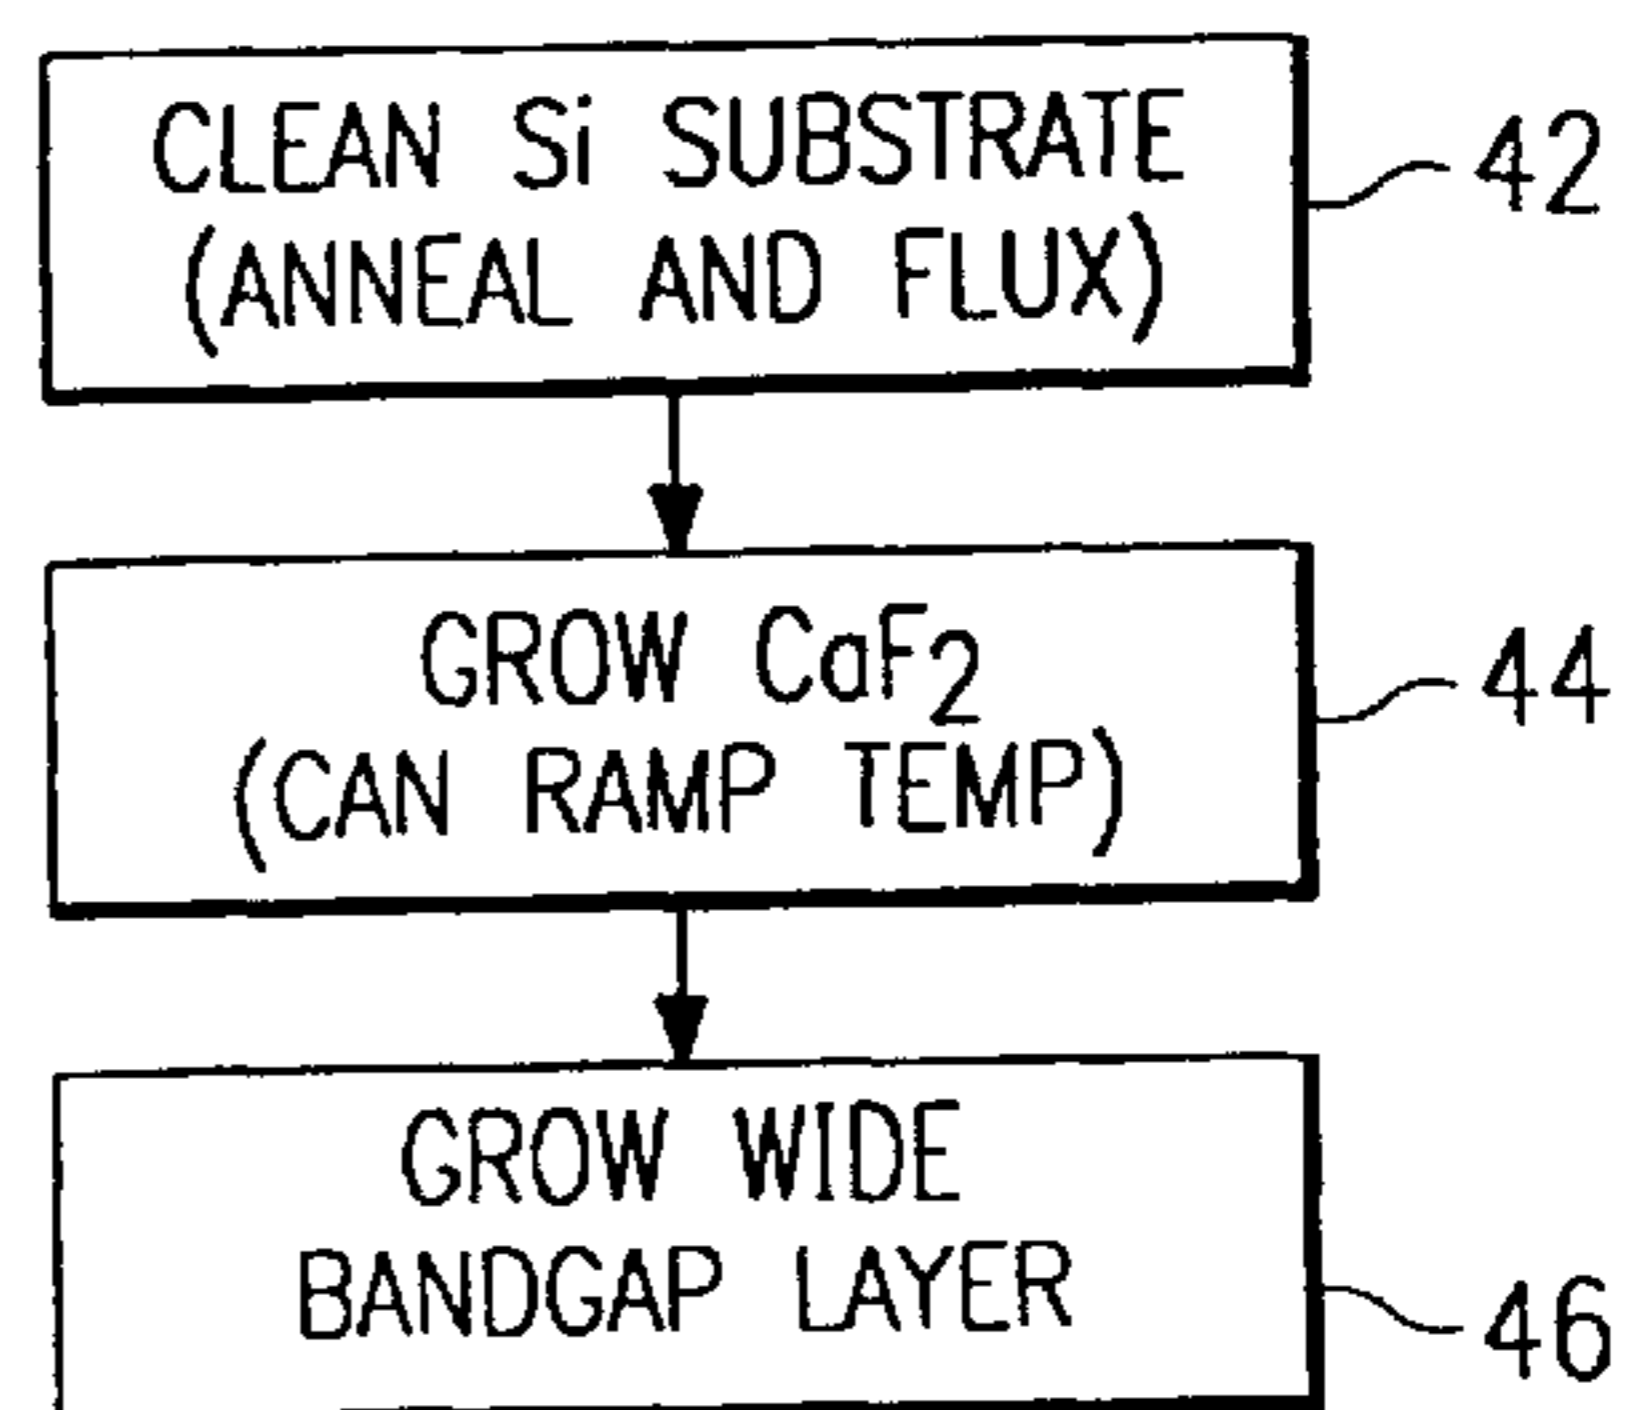 CLEAN Si SUBSTRATE
(ANNEAL AND FLUX)
42
GROW CaF2
(CAN RAMP TEMP)
44
GROW WIDE
BANDGAP LAYER
46